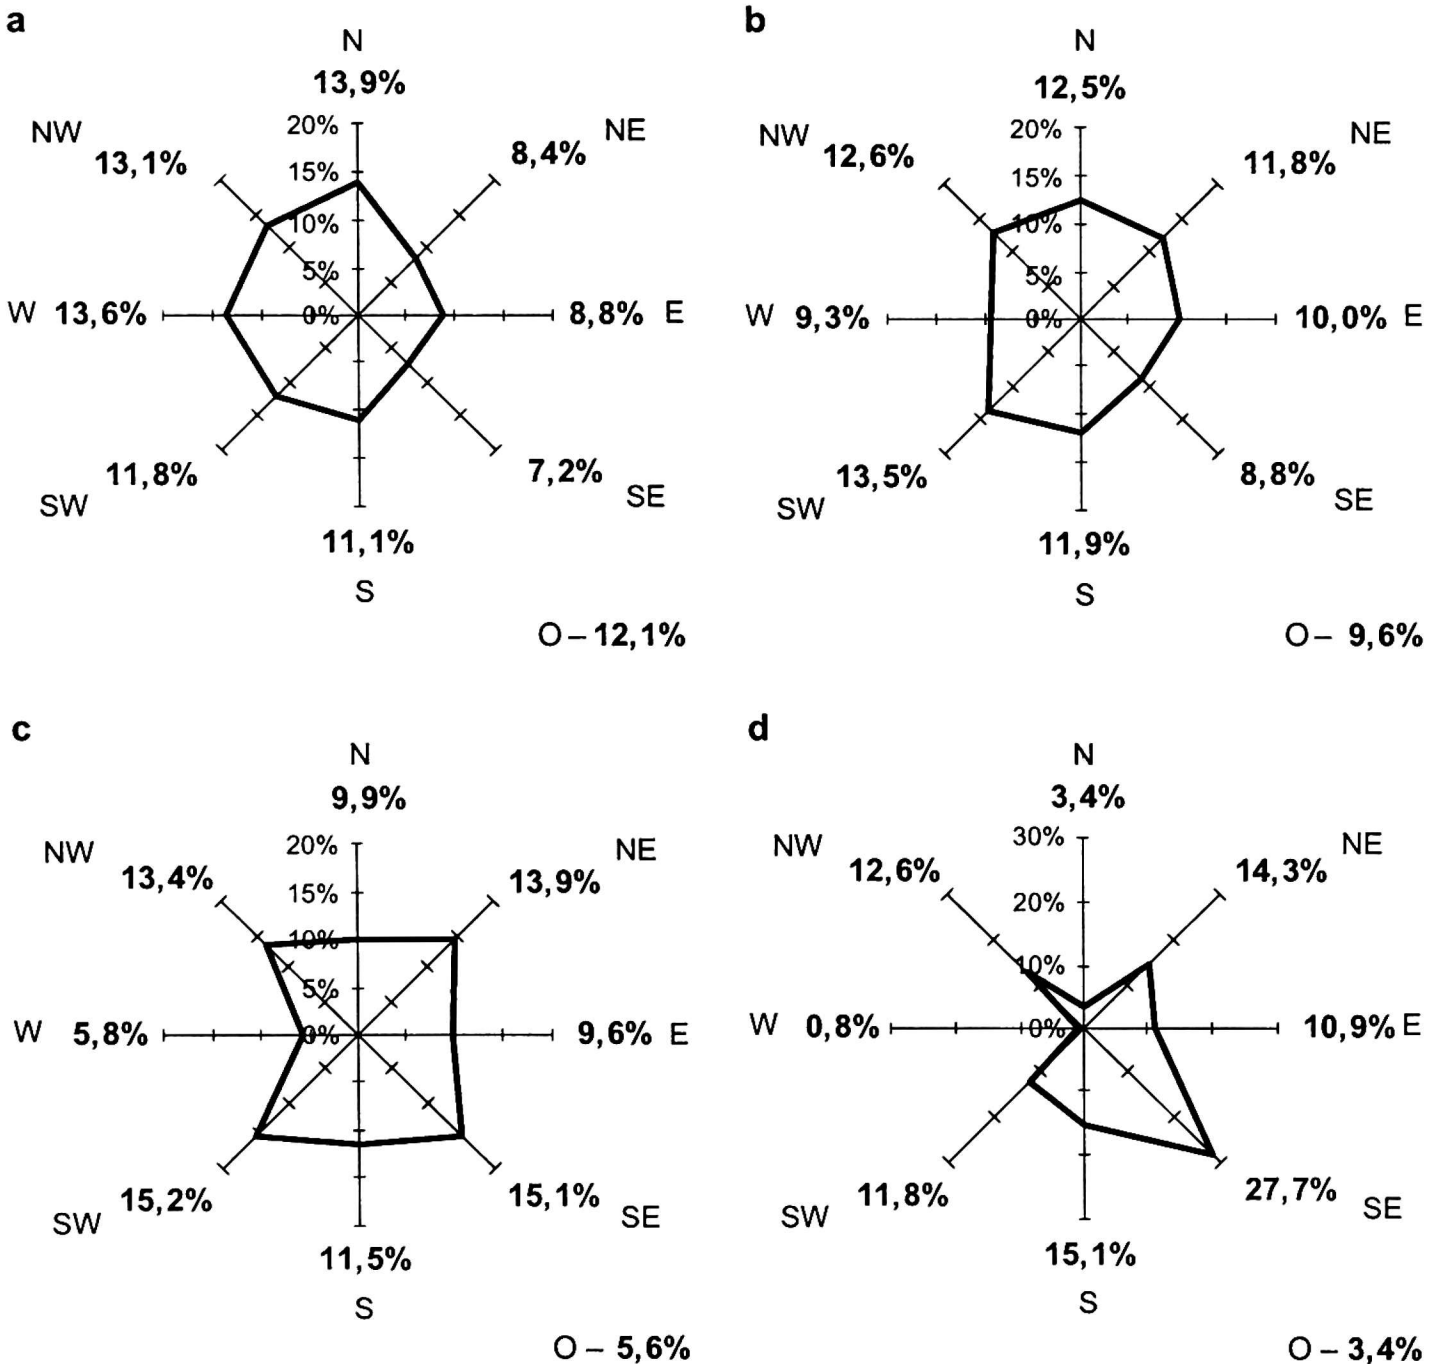 a
N
13,9%
20%
15%
10%
5%
0%
NW
13,1%
NE
8,4%
W 13,6%
8,8% E
11,8%
SW
7,2%
SE
11,1%
S
O – 12,1%
b
N
12,5%
20%
15%
10%
5%
0%
NW
12,6%
NE
11,8%
W 9,3%
10,0% E
13,5%
SW
8,8%
SE
11,9%
S
O – 9,6%
c
N
9,9%
20%
15%
10%
5%
0%
NW
13,4%
NE
13,9%
W 5,8%
9,6% E
15,2%
SW
15,1%
SE
11,5%
S
O – 5,6%
d
N
3,4%
30%
20%
10%
0%
NW
12,6%
NE
14,3%
W 0,8%
10,9% E
11,8%
SW
27,7%
SE
15,1%
S
O – 3,4%